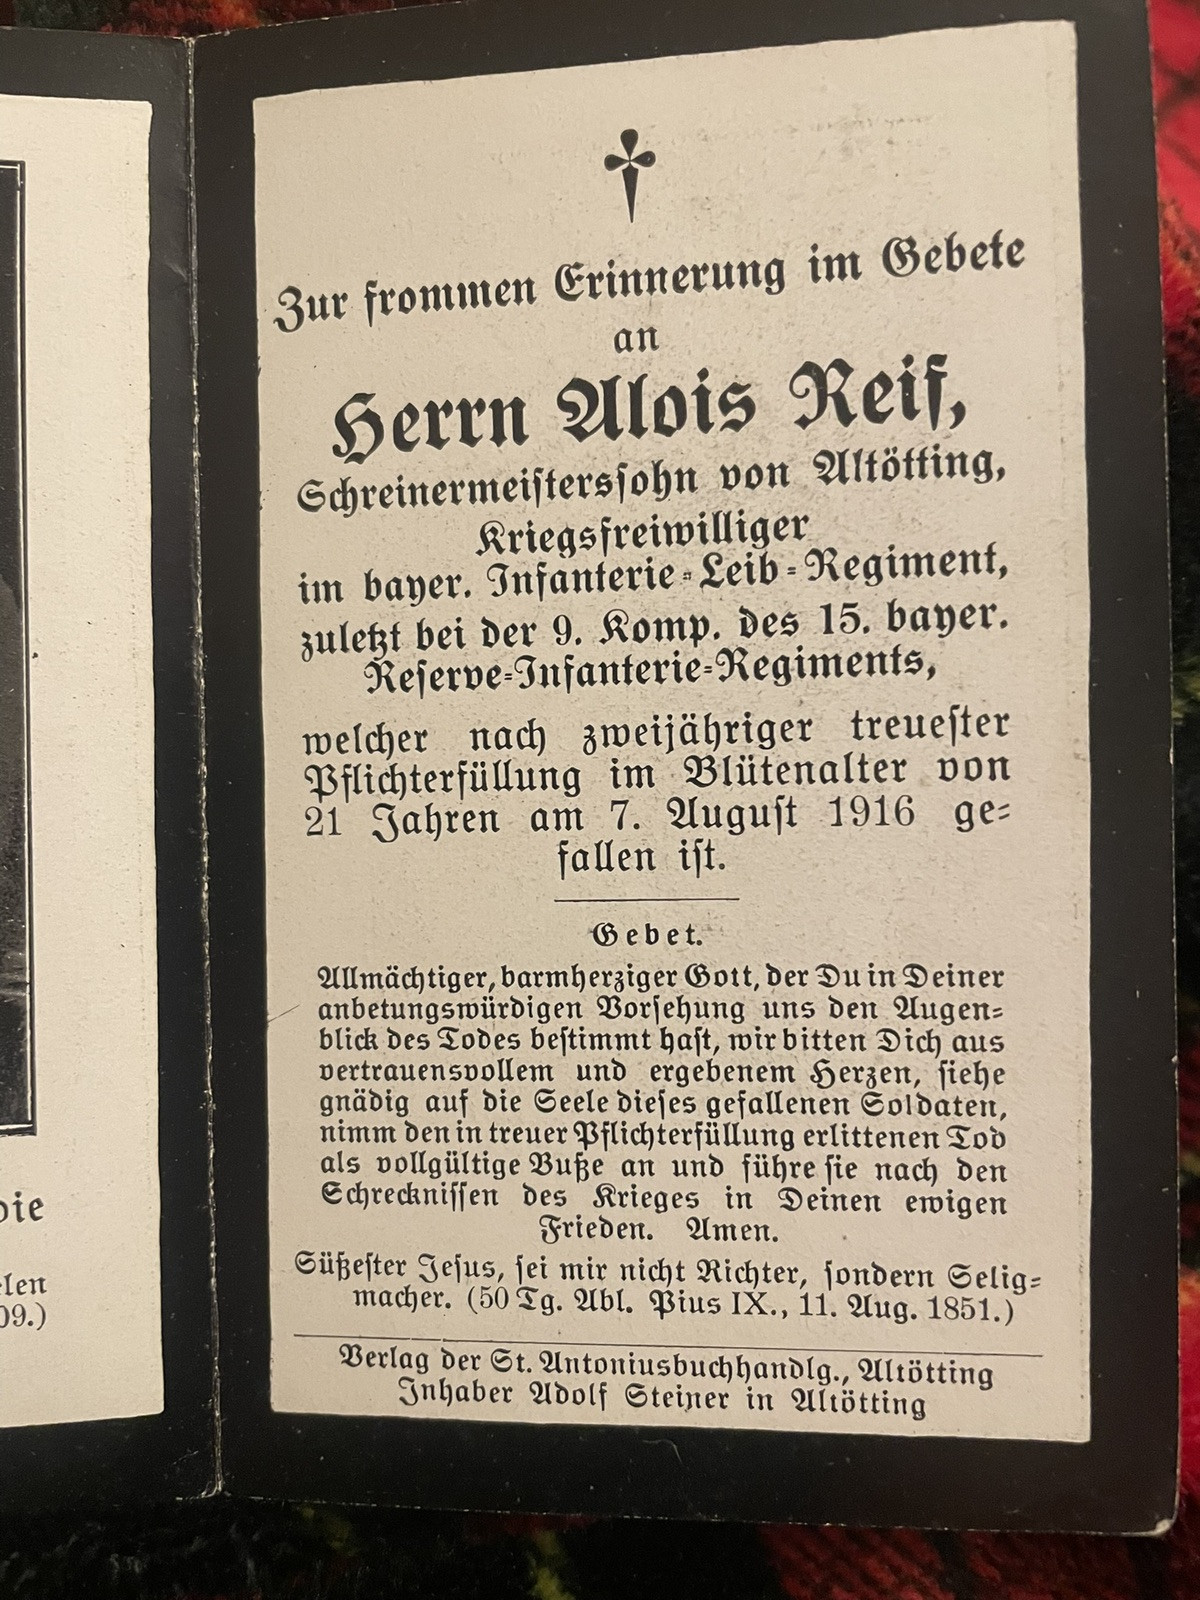 die
elen
09.)
Zur frommen Erinnerung im Gebete
an
Herrn Alois Reif,
Schreinermeisterssohn von Altötting,
Kriegsfreiwilliger
im bayer. Infanterie-Leib-Regiment,
zuletzt bei der 9. Komp. des 15. bayer.
Reserve-Infanterie-Regiments,
welcher nach zweijähriger treuester
Pflichterfüllung im Blütenalter von
21 Jahren am 7. August 1916 ge-
fallen ist.
Gebet.
Allmächtiger, barmherziger Gott, der Du in Deiner
anbetungswürdigen Vorsehung uns den Augen-
blick des Todes bestimmt hast, wir bitten Dich aus
vertrauensvollem und ergebenem Herzen, siehe
gnädig auf die Seele dieses gefallenen Soldaten,
nimm den in treuer Pflichterfüllung erlittenen Tod
als vollgültige Buße an und führe sie nach den
Schrecknissen des Krieges in Deinen ewigen
Frieden. Amen.
Süßester Jesus, sei mir nicht Richter, sondern Selig-
macher. (50 Tg. Abl. Pius IX., 11. Aug. 1851.)
Verlag der St. Antoniusbuchhandlg., Altötting
Inhaber Adolf Steiner in Altötting